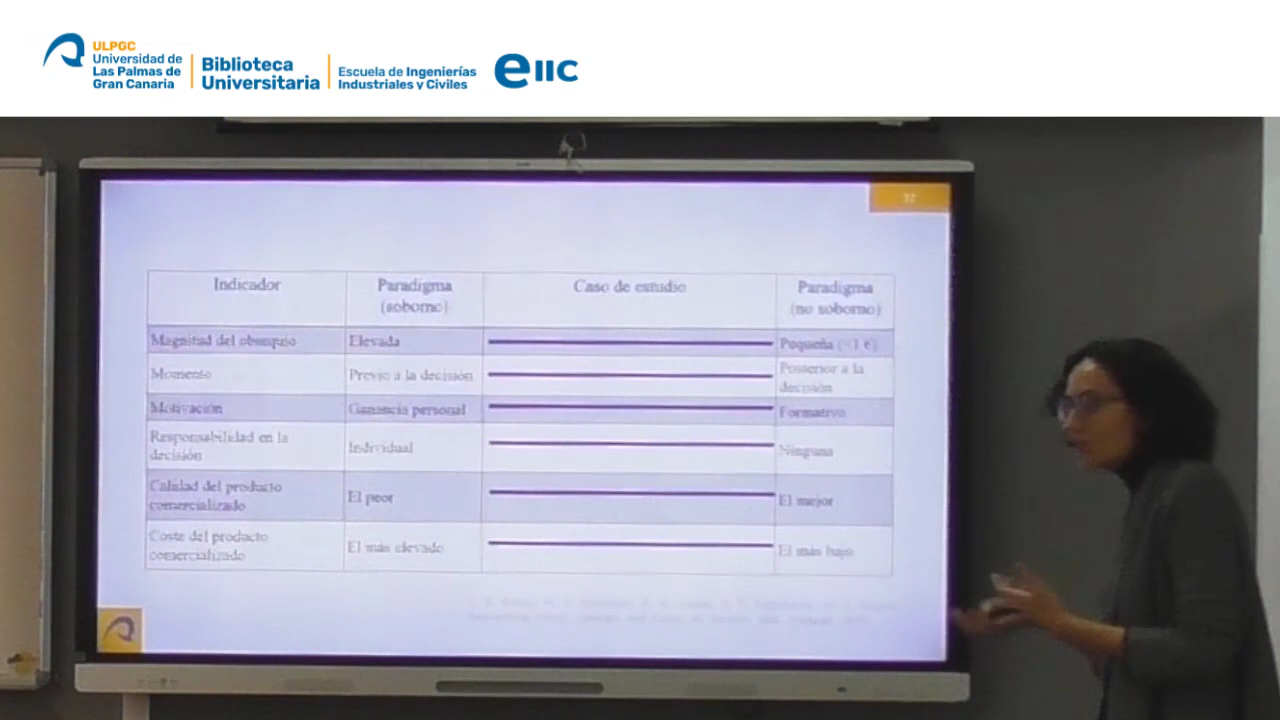 ULPGC
Universidad de
Las Palmas de
Gran Canaria
Biblioteca
Universitaria
Escuela de Ingenierías
Industriales y Civiles
eiic
Indicador
Paradigma
(soborno)
Caso de estudio
Paradigma
(no soborno)
Magnitud del obsequio
Elevada
Pequeña (<1 €)
Momento
Previo a la decisión
Posterior a la
decisión
Motivación
Ganancia personal
Formativo
Responsabilidad en la
decisión
Individual
Ninguna
Calidad del producto
comercializado
El peor
El mejor
Coste del producto
comercializado
El más elevado
El más bajo